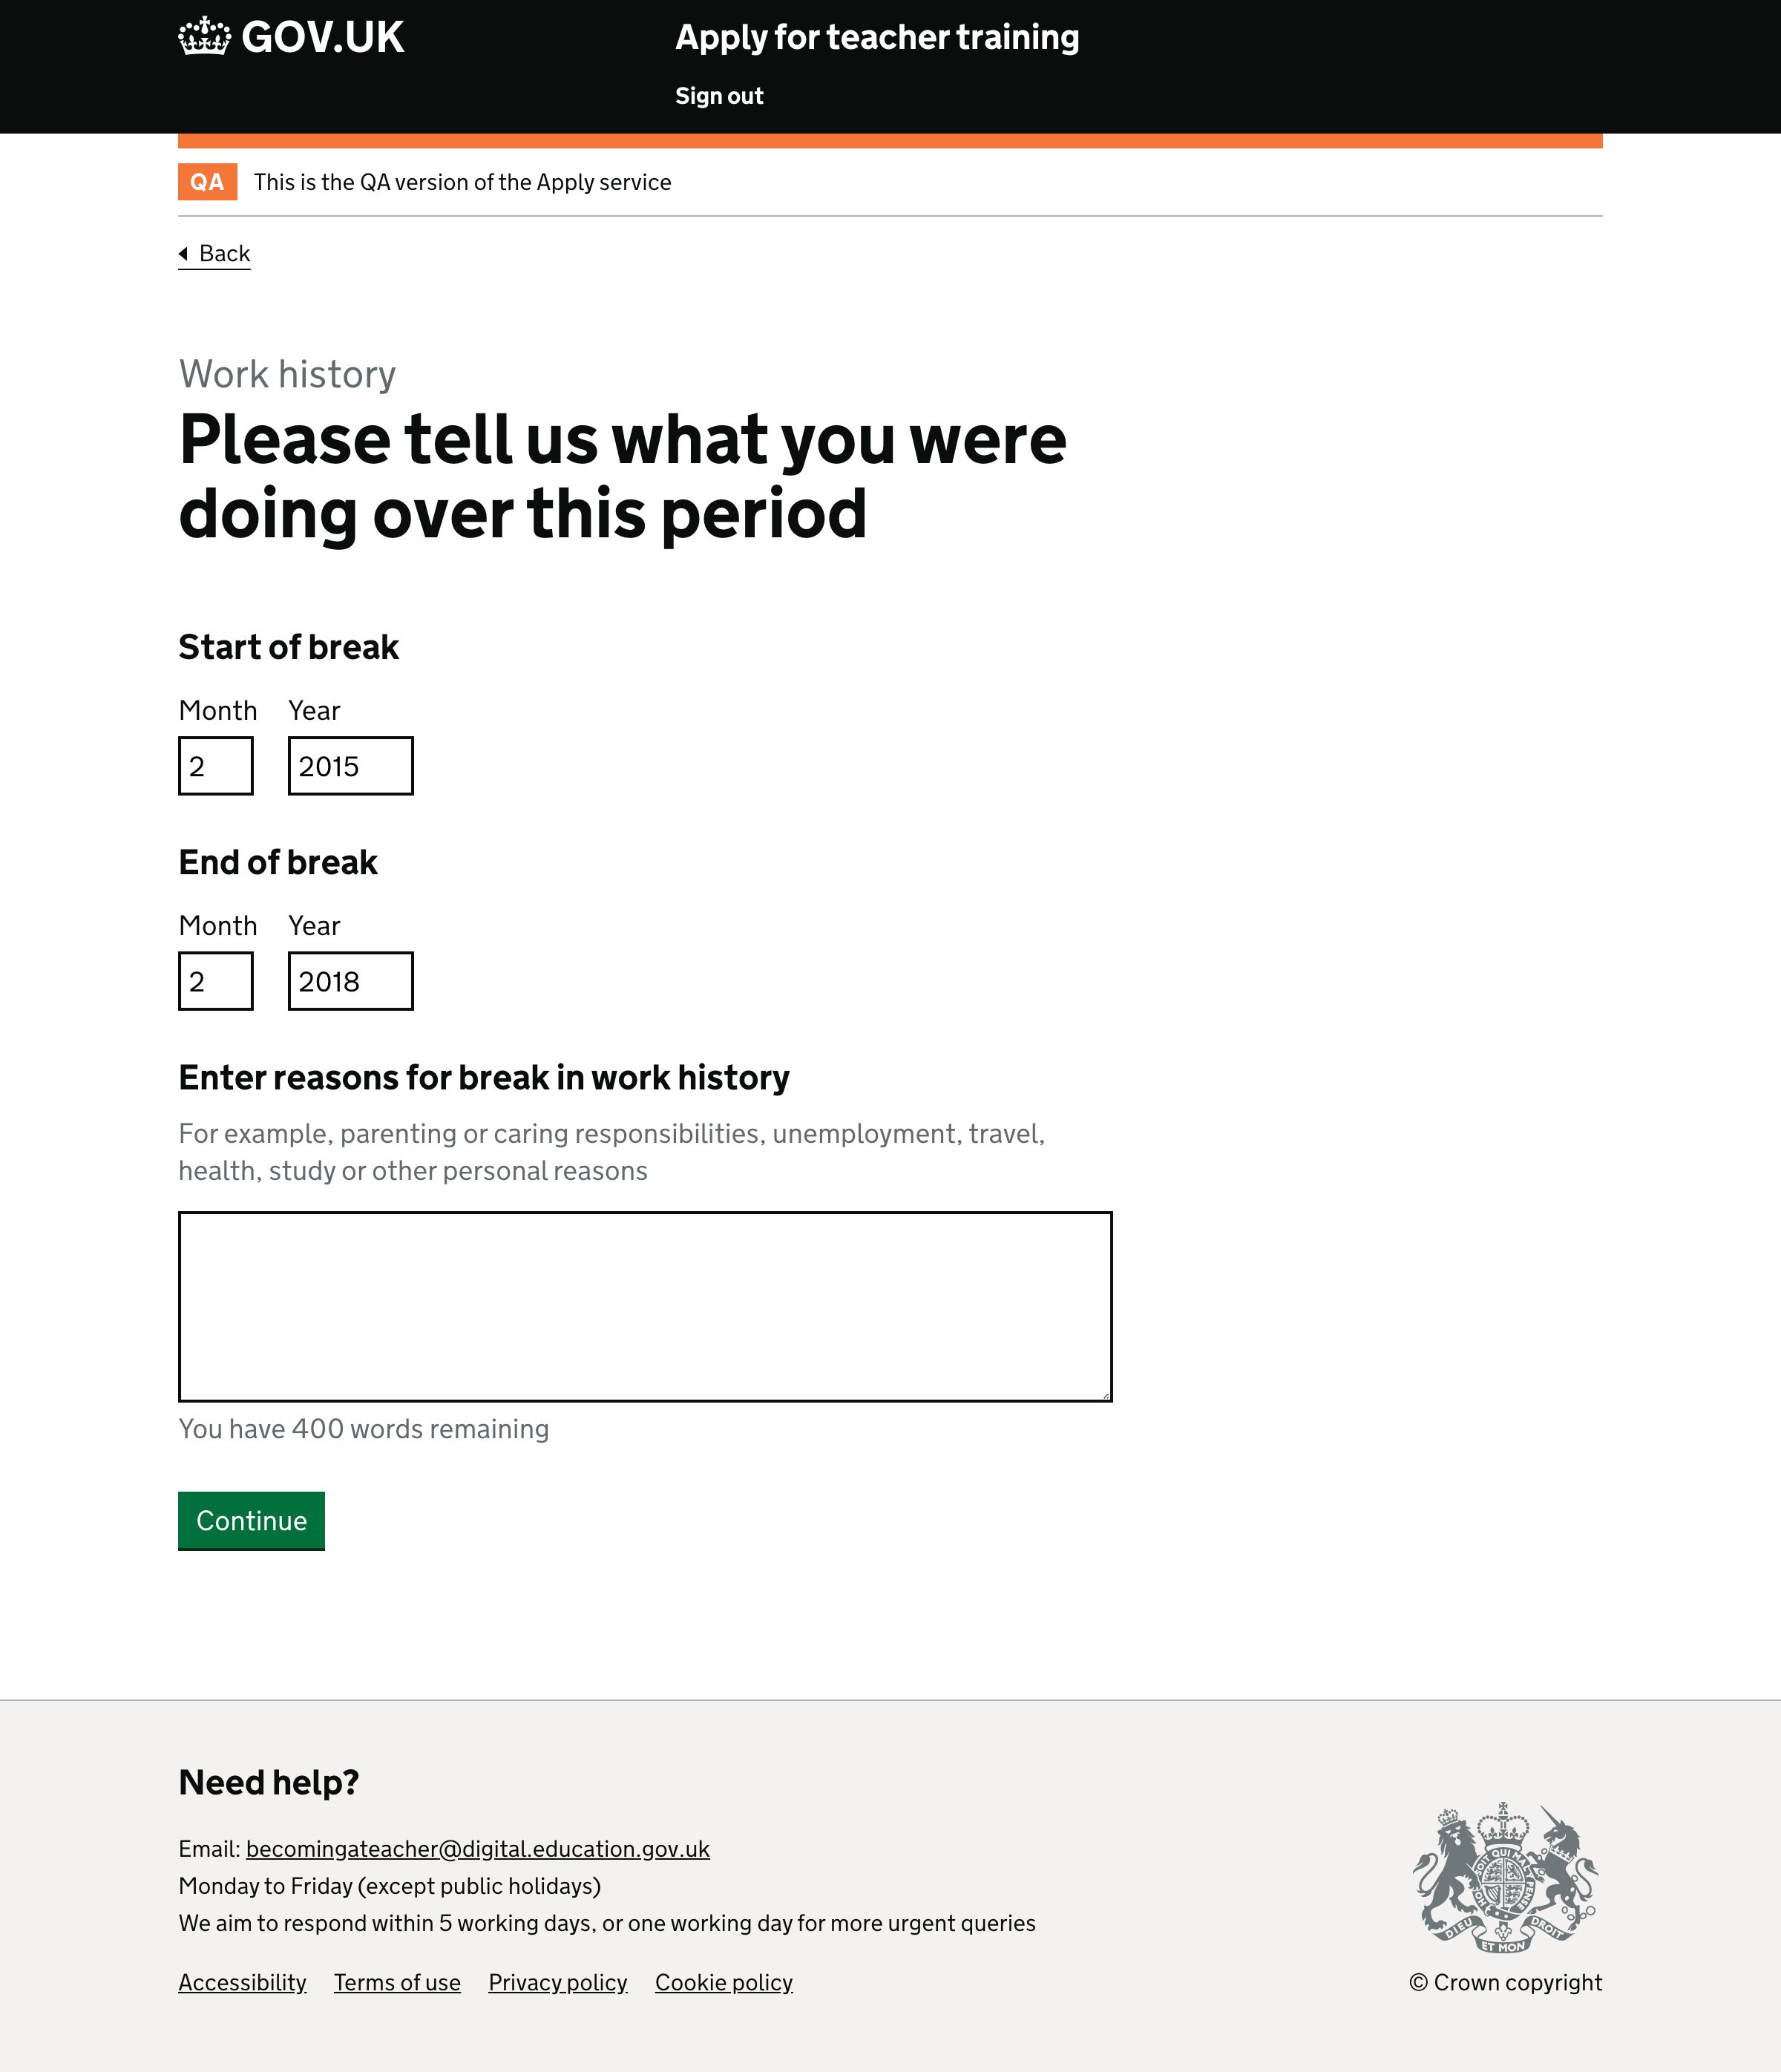 GOV.UK
Apply for teacher training
Sign out
QA
This is the QA version of the Apply service
Back
Work history
Please tell us what you were
doing over this period
Start of break
Month Year
2 2015
End of break
Month Year
2 2018
Enter reasons for break in work history
For example, parenting or caring responsibilities, unemployment, travel,
health, study or other personal reasons
You have 400 words remaining
Continue
Need help?
Email: becomingateacher@digital.education.gov.uk
Monday to Friday (except public holidays)
We aim to respond within 5 working days, or one working day for more urgent queries
Accessibility Terms of use Privacy policy Cookie policy
DIEU ET MON DROIT
© Crown copyright